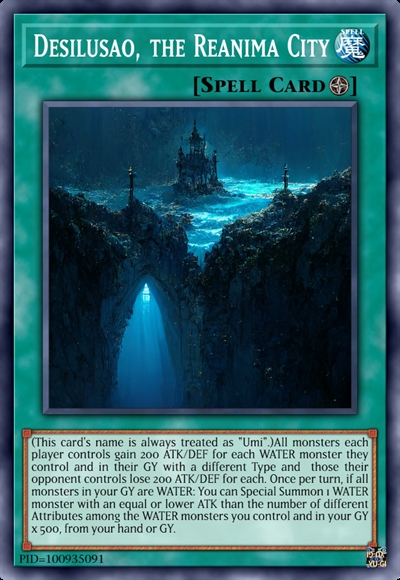 Desilusao, the Reanima City
SPELL
魔
[Spell Card]
(This card's name is always treated as "Umi".)All monsters each
player controls gain 200 ATK/DEF for each WATER monster they
control and in their GY with a different Type and those their
opponent controls lose 200 ATK/DEF for each. Once per turn, if all
monsters in your GY are WATER: You can Special Summon 1 WATER
monster with an equal or lower ATK than the number of different
Attributes among the WATER monsters you control and in your GY
x 500, from your hand or GY.
PID=100935091